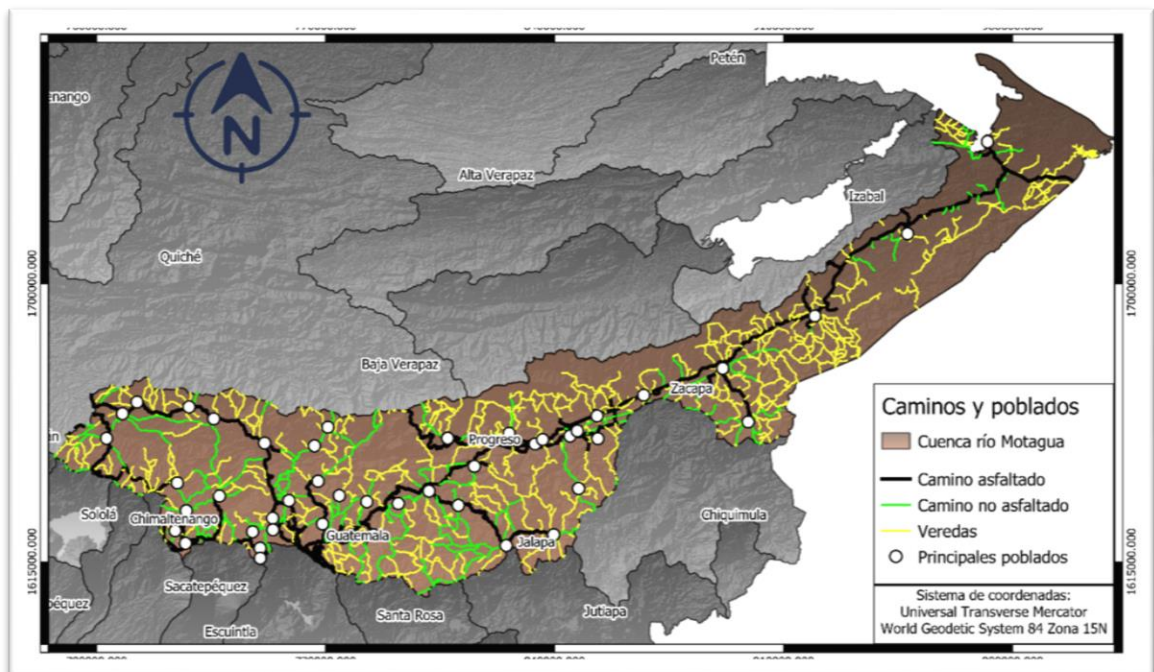 Petén
enango
N
Alta Verapaz
Izabal
Quiché
1700000.000
1700000.000
Baja Verapaz
Zacapa
Caminos y poblados
Cuenca río Motagua
Progreso
Camino asfaltado
Camino no asfaltado
Sololá
Chimaltenango
Chiquimula
Veredas
Guatemala
Jalapa
Principales poblados
1615000.000
1615000.000
Sacatepéquez
Sistema de coordenadas:
péquez
Santa Rosa
Jutiapa
Universal Transverse Mercator
Escuintla
World Geodetic System 84 Zona 15N